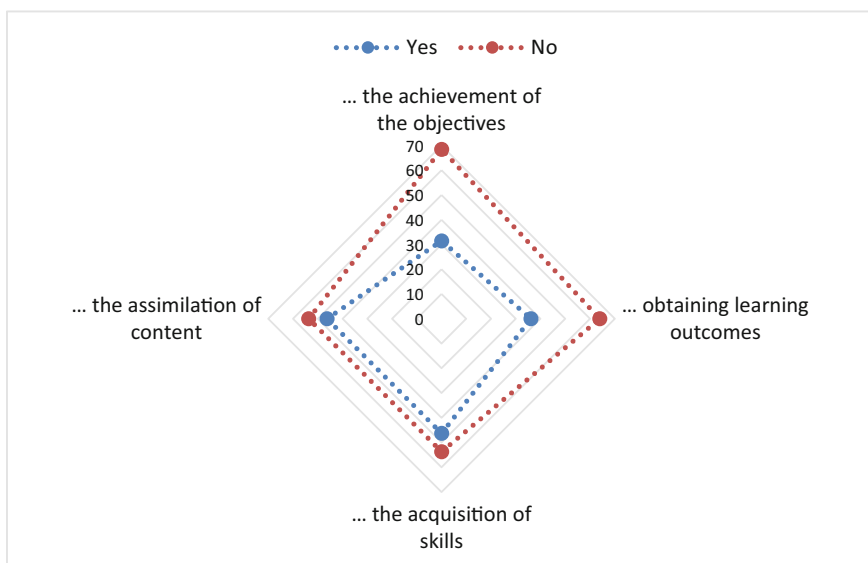 Yes No
... the achievement of
the objectives
70
60
50
40
30
20
10
0
... the assimilation of
content
... obtaining learning
outcomes
... the acquisition of
skills